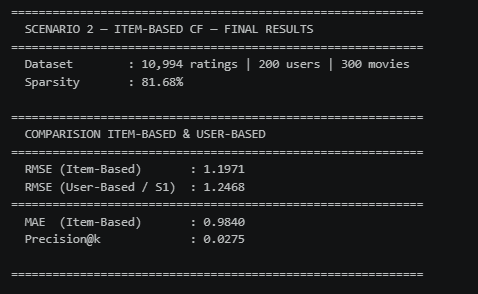 ============================================================
SCENARIO 2 — ITEM-BASED CF — FINAL RESULTS
============================================================
Dataset : 10,994 ratings | 200 users | 300 movies
Sparsity : 81.68%
============================================================
COMPARISION ITEM-BASED & USER-BASED
============================================================
RMSE (Item-Based) : 1.1971
RMSE (User-Based / S1) : 1.2468
============================================================
MAE (Item-Based) : 0.9840
Precision@k : 0.0275
============================================================